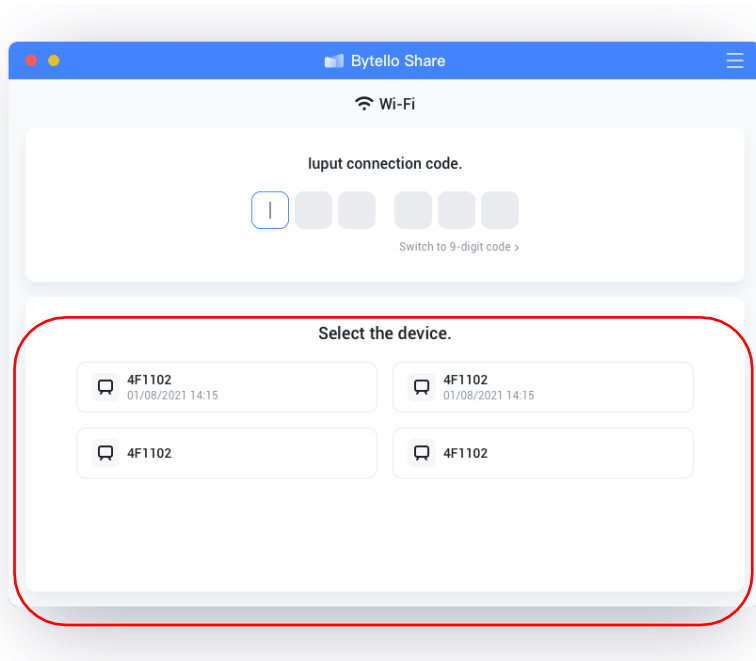 Bytello Share
Wi-Fi
Iuput connection code.
Switch to 9-digit code >
Select the device.
4F1102
01/08/2021 14:15
4F1102
01/08/2021 14:15
4F1102
4F1102